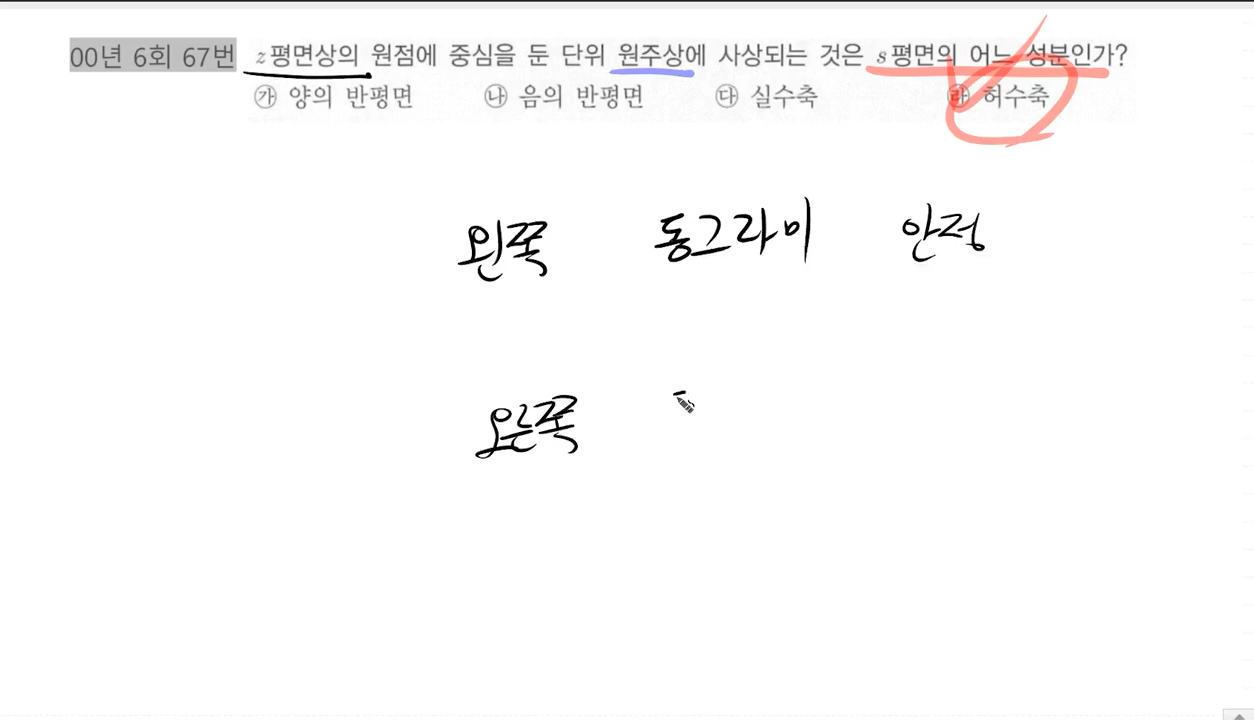 00년 6회 67번 z평면상의 원점에 중심을 둔 단위 원주상에 사상되는 것은 s평면의 어느 성분인가?
㉮ 양의 반평면 ㉯ 음의 반평면 ㉰ 실수축 ㉱ 허수축
왼쪽 동그라미 안정
왼쪽